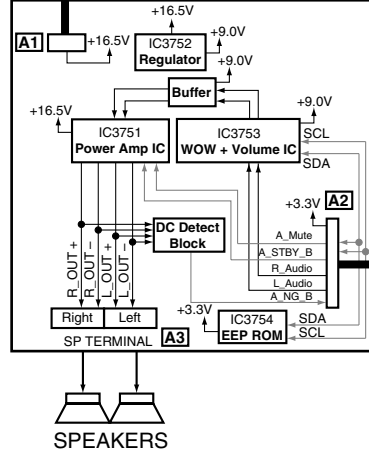 +16.5V
A1
+16.5V
IC3752
Regulator
+9.0V
+9.0V
Buffer
+16.5V
IC3751
Power Amp IC
IC3753
WOW + Volume IC
+9.0V
SCL
SDA
+3.3V
A2
A_Mute
A_STBY_B
R_Audio
L_Audio
A_NG_B
DC Detect
Block
R_OUT +
R_OUT –
L_OUT +
L_OUT –
Right
Left
SP TERMINAL
A3
+3.3V
IC3754
EEP ROM
SDA
SCL
SPEAKERS